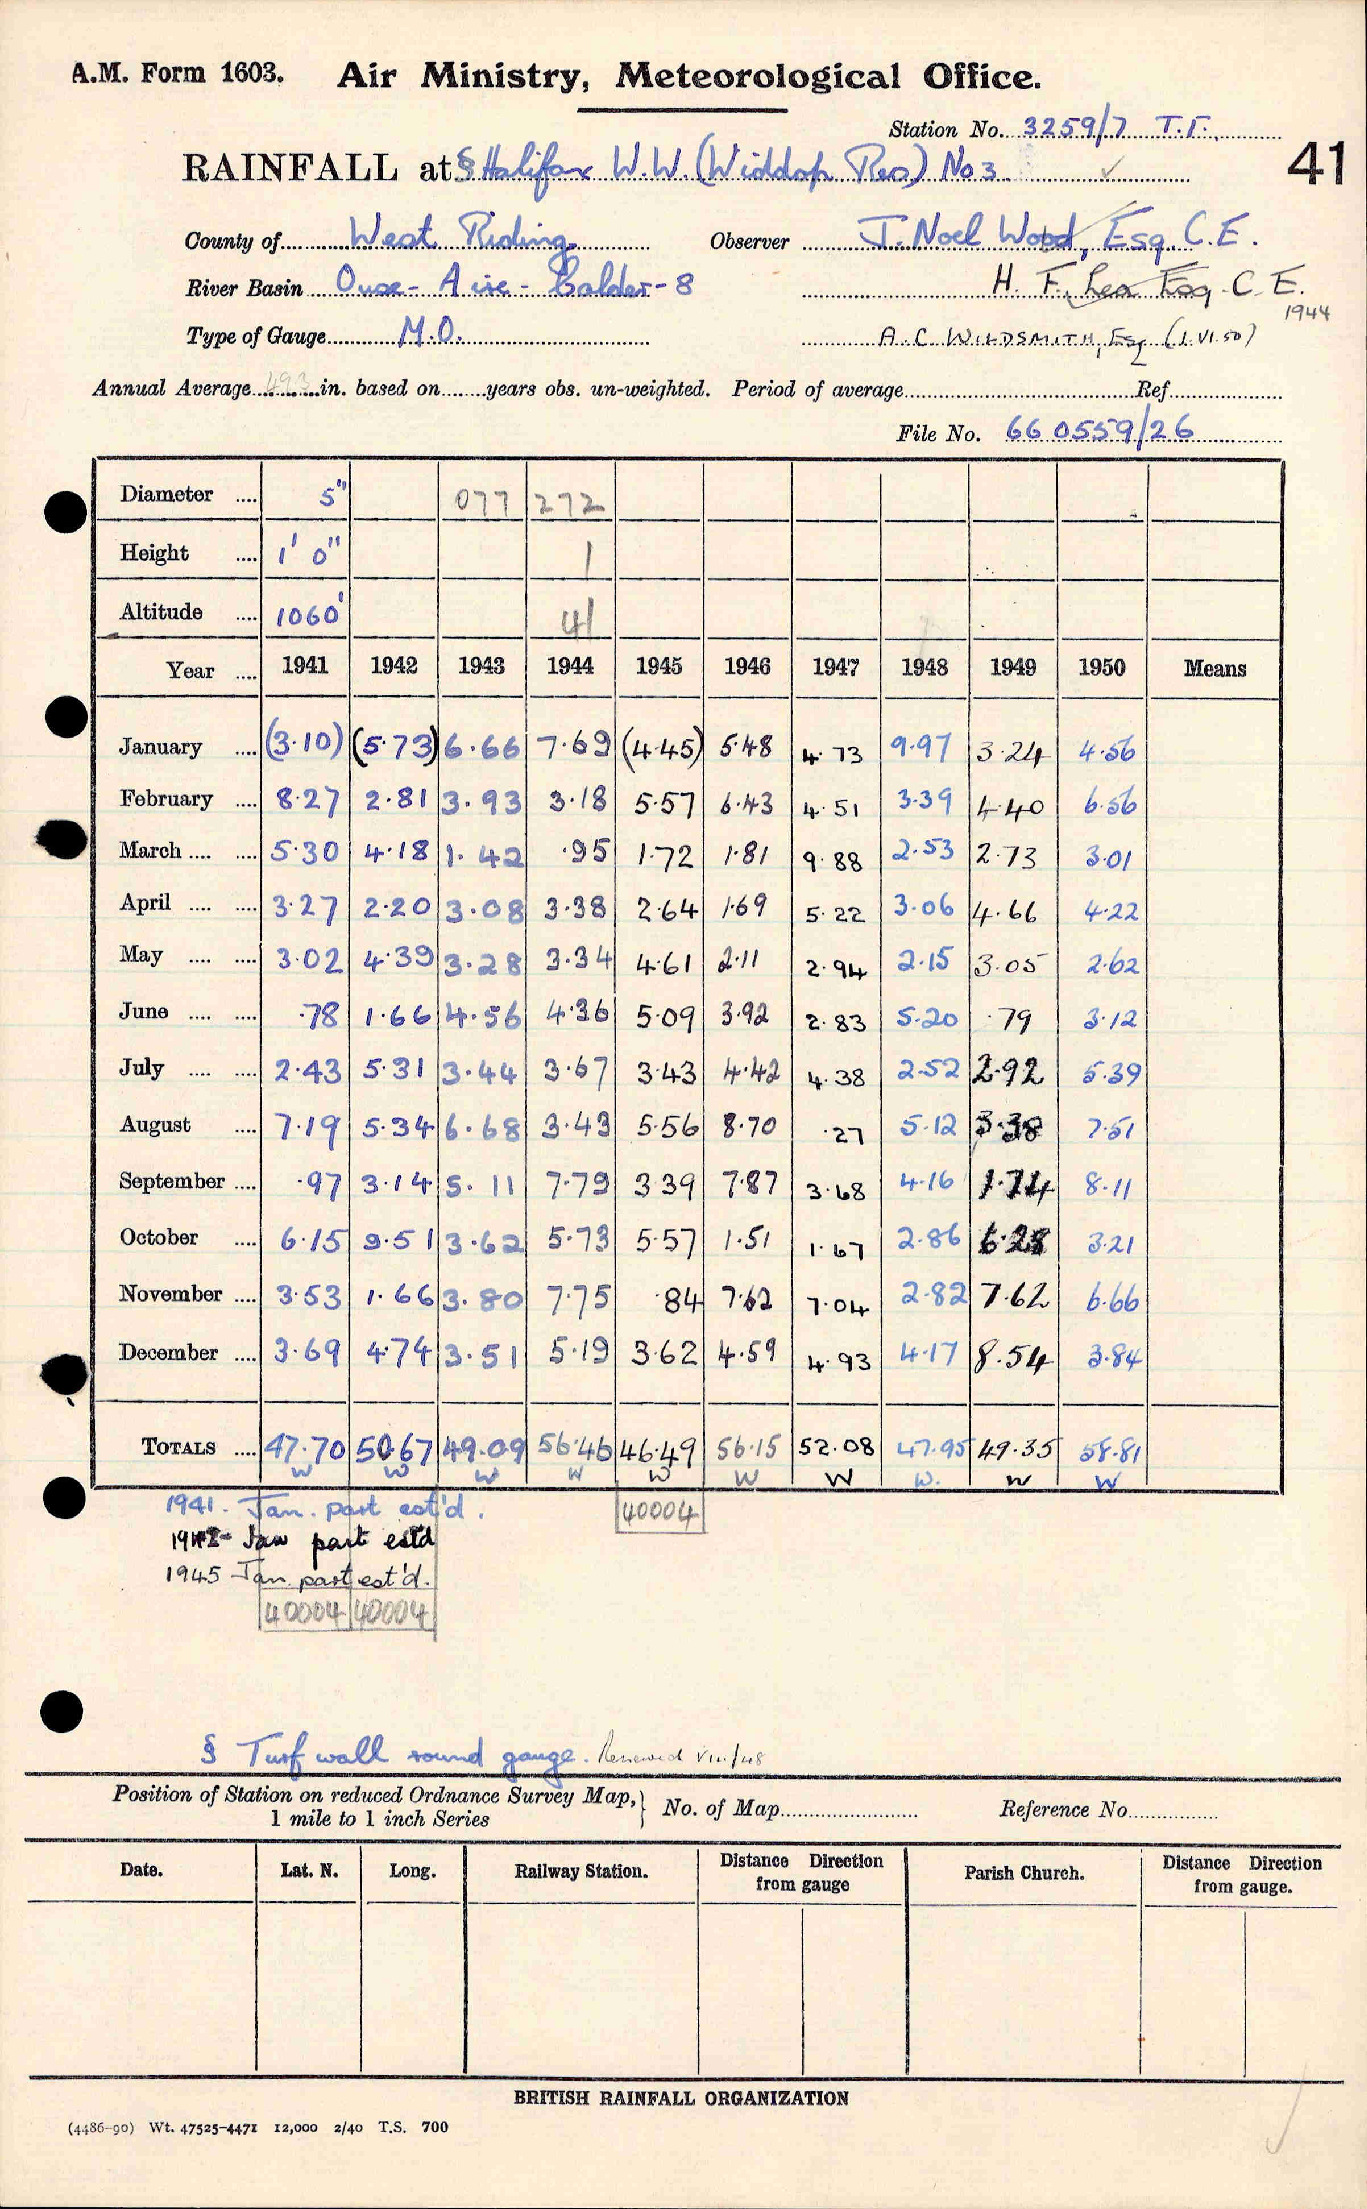 A.M. Form 1603. Air Ministry, Meteorological Office.
Station No. 3259/7 T.T.
41
RAINFALL at § Halifax W.W. (Widdop Res) No 3
County of West Riding Observer J. Noel Wood, Esq. C.E.
River Basin Ouse - Aire - Calder - 8 H. F. Lea Esq. C.E.
1944
Type of Gauge M.O. A. C. WILDSMITH, Esq (1.VI.50)
Annual Average 49.3 in. based on years obs. un-weighted. Period of average Ref
File No. 66 0559/26
Diameter .... 5" 077 272
Height .... 1' 0" 1
Altitude .... 1060' 41
Year .... 1941 1942 1943 1944 1945 1946 1947 1948 1949 1950 Means
January .... (3.10) (5.73) 6.66 7.69 (4.45) 5.48 4.73 9.97 3.24 4.56
February .... 8.27 2.81 3.93 3.18 5.57 6.43 4.51 3.39 4.40 6.56
March .... .... 5.30 4.18 1.42 .95 1.72 1.81 9.88 2.53 2.73 3.01
April .... .... 3.27 2.20 3.08 3.38 2.64 1.69 5.22 3.06 4.66 4.22
May .... .... 3.02 4.39 3.28 3.34 4.61 2.11 2.94 2.15 3.05 2.62
June .... .... .78 1.66 4.56 4.36 5.09 3.92 2.83 5.20 .79 3.12
July .... .... 2.43 5.31 3.44 3.67 3.43 4.42 4.38 2.52 2.92 5.39
August .... 7.19 5.34 6.68 3.43 5.56 8.70 .27 5.12 3.38 7.51
September .... .97 3.14 5.11 7.79 3.39 7.87 3.68 4.16 1.74 8.11
October .... 6.15 9.51 3.62 5.73 5.57 1.51 1.67 2.86 6.28 3.21
November .... 3.53 1.66 3.80 7.75 .84 7.62 7.04 2.82 7.62 6.66
December .... 3.69 4.74 3.51 5.19 3.62 4.59 4.93 4.17 8.54 3.84
TOTALS .... 47.70 50.67 49.09 56.46 46.49 56.15 52.08 47.95 49.35 58.81
W W W W W W W W. W W
1941. Jan. part est'd. 40004
1942 - Jan part estd
1945 Jan. part est'd.
40004 40004
§ Turf wall round gauge. Renewed VIII/48
Position of Station on reduced Ordnance Survey Map, } No. of Map Reference No.
1 mile to 1 inch Series
Date. Lat. N. Long. Railway Station. Distance Direction from gauge Parish Church. Distance Direction from gauge.
BRITISH RAINFALL ORGANIZATION
(4486-90) Wt. 47525-4471 12,000 2/40 T.S. 700